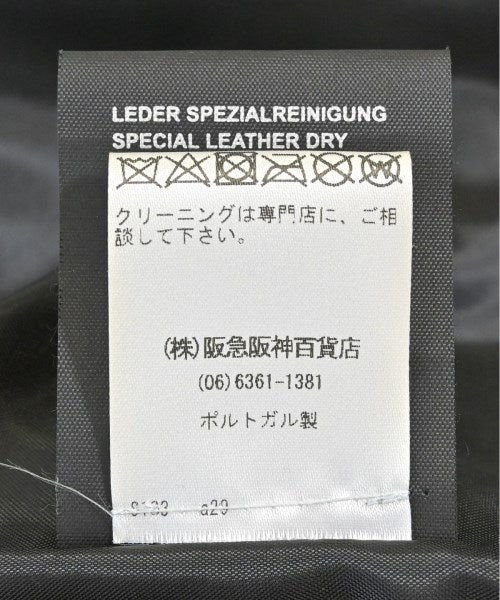 LEDER SPEZIALREINIGUNG
SPECIAL LEATHER DRY
クリーニングは専門店に、ご相
談して下さい。
(株)阪急阪神百貨店
(06)6361-1381
ポルトガル製
a29